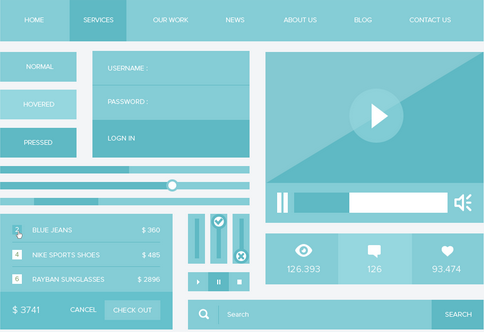 HOME SERVICES OUR WORK NEWS ABOUT US BLOG CONTACT US
NORMAL
HOVERED
PRESSED
USERNAME :
PASSWORD :
LOGN IN
2 BLUE JEANS $ 360
4 NIKE SPORTS SHOES $ 485
6 RAYBAN SUNGLASSES $ 2896
$ 3741 CANCEL CHECK OUT
126.393 126 93,474
Search SEARCH